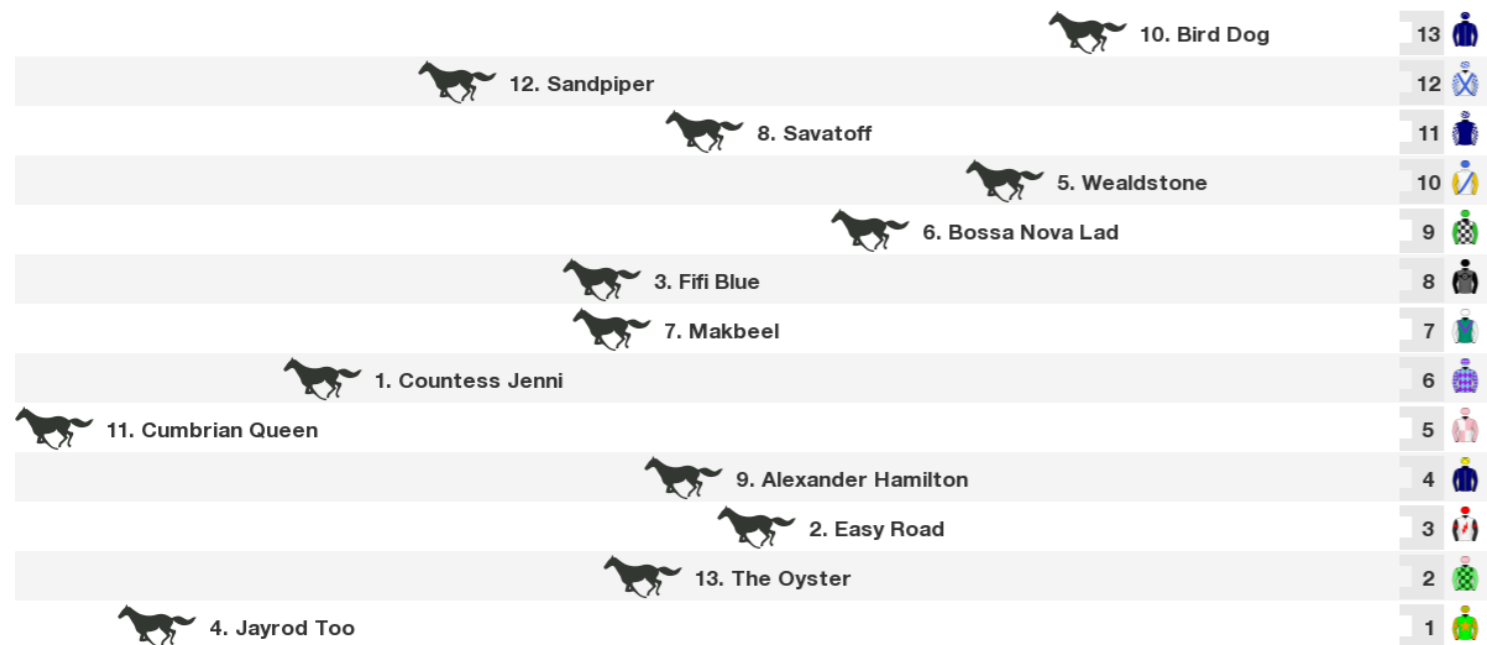 10. Bird Dog 13
12. Sandpiper 12
8. Savatoff 11
5. Wealdstone 10
6. Bossa Nova Lad 9
3. Fifi Blue 8
7. Makbeel 7
1. Countess Jenni 6
11. Cumbrian Queen 5
9. Alexander Hamilton 4
2. Easy Road 3
13. The Oyster 2
4. Jayrod Too 1